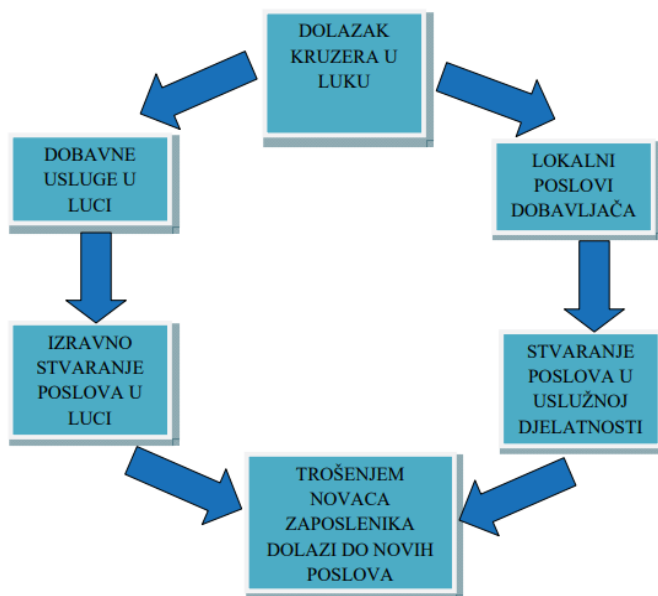 DOLAZAK
KRUZERA U
LUKU
DOBAVNE
USLUGE U
LUCI
LOKALNI
POSLOVI
DOBAVLJAČA
IZRAVNO
STVARANJE
POSLOVA U
LUCI
STVARANJE
POSLOVA U
USLUŽNOJ
DJELATNOSTI
TROŠENJEM
NOVACA
ZAPOSLENIKA
DOLAZI DO NOVIH
POSLOVA